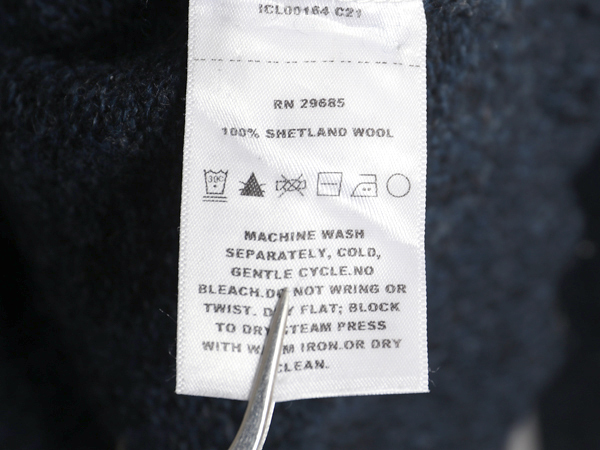 ICL00164 C21
RN 29685
100% SHETLAND WOOL
30C
MACHINE WASH
SEPARATELY, COLD,
GENTLE CYCLE.NO
BLEACH.DO NOT WRING OR
TWIST. DRY FLAT; BLOCK
TO DRY.STEAM PRESS
WITH WARM IRON.OR DRY
CLEAN.